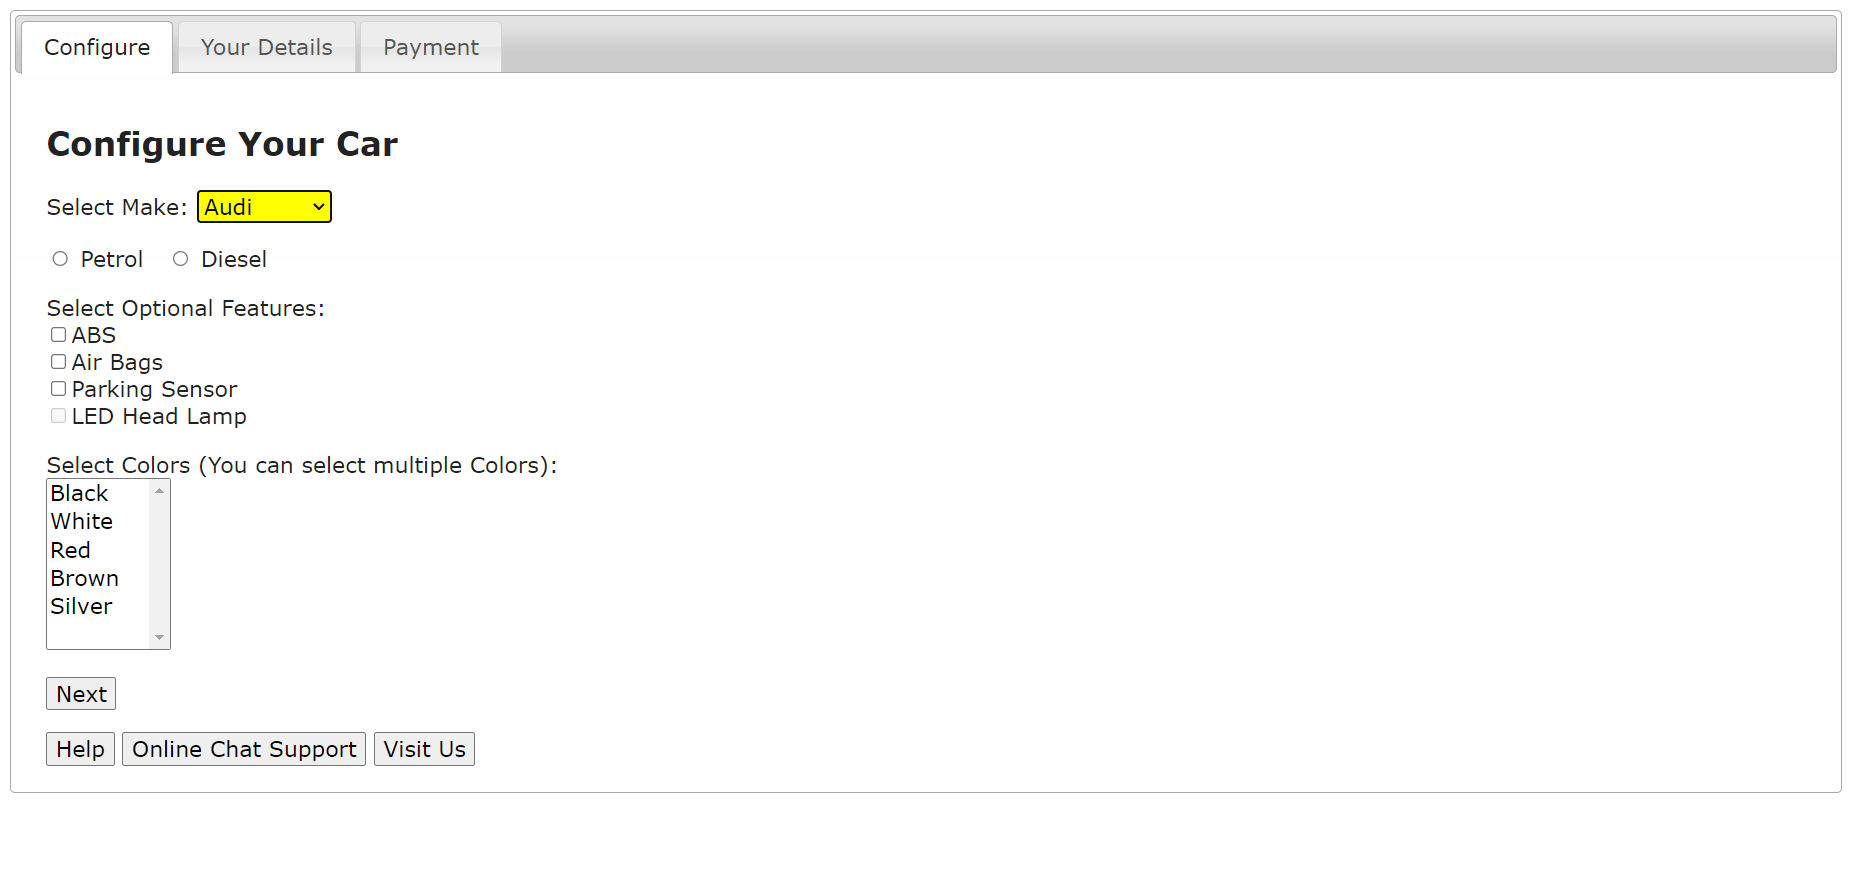 Configure Your Details Payment
Configure Your Car
Select Make: Audi
Petrol Diesel
Select Optional Features:
ABS
Air Bags
Parking Sensor
LED Head Lamp
Select Colors (You can select multiple Colors):
Black
White
Red
Brown
Silver
Next
Help Online Chat Support Visit Us